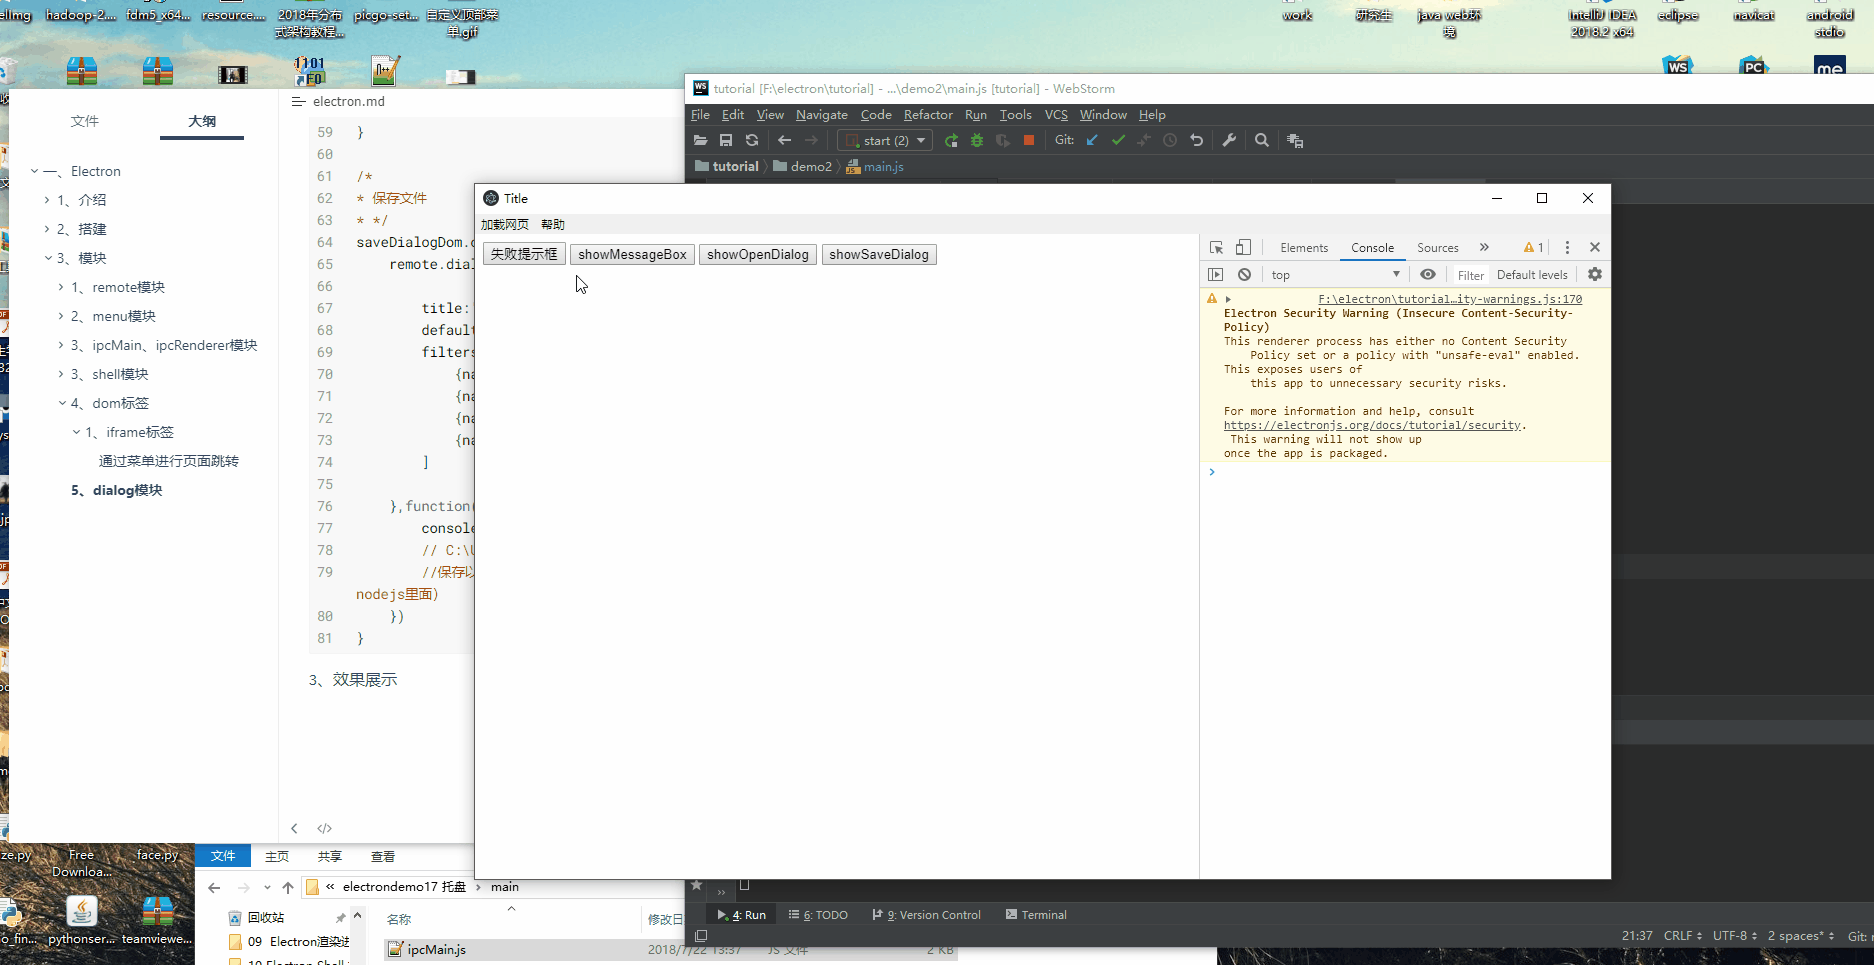 hadoop-2....
fdm5_x64...
resource....
2018年分布
式架构教程...
picgo-set...
自定义顶部菜
单.gif
work
研究生
java web环
境
IntelliJ IDEA
2018.2 x64
eclipse
navicat
android
stdio
文件
大纲
一、Electron
1、介绍
2、搭建
3、模块
1、remote模块
2、menu模块
3、ipcMain、ipcRenderer模块
3、shell模块
4、dom标签
1、iframe标签
通过菜单进行页面跳转
5、dialog模块
electron.md
59 }
60
61 /*
62 * 保存文件
63 * */
64 saveDialogDom.
65 remote.dial
66
67 title:
68 default
69 filters
70 {na
71 {na
72 {na
73 {na
74 ]
75
76 },function(
77 console
78 // C:\U
79 //保存以
nodejs里面)
80 })
81 }
3、效果展示
tutorial [F:\electron\tutorial] - ...\demo2\main.js [tutorial] - WebStorm
File Edit View Navigate Code Refactor Run Tools VCS Window Help
start (2) Git:
tutorial demo2 main.js
Title
加载网页 帮助
失败提示框 showMessageBox showOpenDialog showSaveDialog
Elements Console Sources » 1
top Filter Default levels
F:\electron\tutorial…ity-warnings.js:170
Electron Security Warning (Insecure Content-Security-
Policy)
This renderer process has either no Content Security
Policy set or a policy with "unsafe-eval" enabled.
This exposes users of
this app to unnecessary security risks.
For more information and help, consult
https://electronjs.org/docs/tutorial/security.
This warning will not show up
once the app is packaged.
ze.py
Free
Downloa...
face.py
pythonser...
teamviewe...
文件 主页 共享 查看
« electrondemo17 托盘 › main
回收站
09 Electron渲染进
名称
修改日
ipcMain.js 2018/7/22 13:37 JS 文件 2 KB
4: Run 6: TODO 9: Version Control Terminal
21:37 CRLF UTF-8 2 spaces* Git: